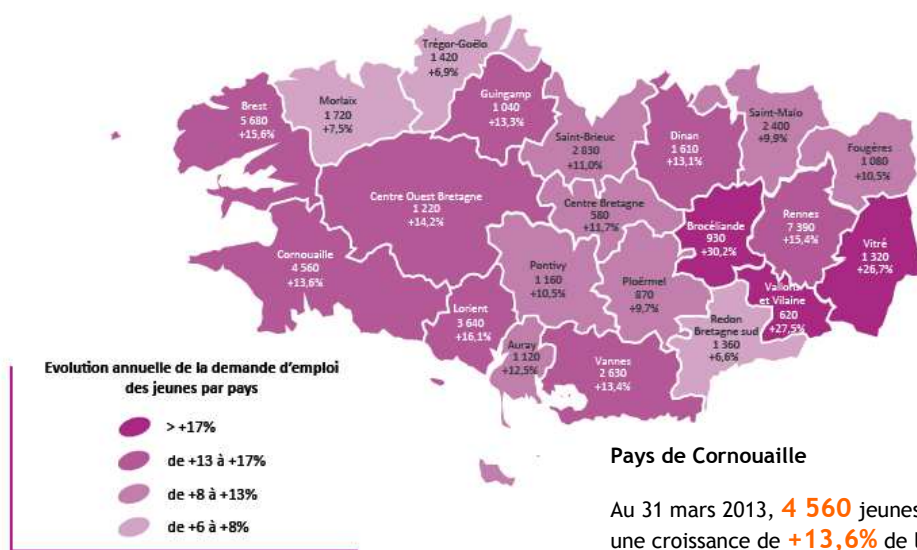 Trégor-Goëlo
1 420
+6,9%
Morlaix
1 720
+7,5%
Brest
5 680
+15,6%
Guingamp
1 040
+13,3%
Saint-Brieuc
2 830
+11,0%
Dinan
1 610
+13,1%
Saint-Malo
2 400
+9,9%
Fougères
1 080
+10,5%
Centre Ouest Bretagne
1 220
+14,2%
Centre Bretagne
580
+11,7%
Brocéliande
930
+30,2%
Rennes
7 390
+15,4%
Vitré
1 320
+26,7%
Cornouaille
4 560
+13,6%
Pontivy
1 160
+10,5%
Ploërmel
870
+9,7%
Vallons
et Vilaine
620
+27,5%
Lorient
3 640
+16,1%
Redon
Bretagne sud
1 360
+6,6%
Auray
1 120
+12,5%
Vannes
2 630
+13,4%
Evolution annuelle de la demande d'emploi
des jeunes par pays
> +17%
de +13 à +17%
de +8 à +13%
de +6 à +8%
Pays de Cornouaille
Au 31 mars 2013, 4 560 jeunes
une croissance de +13,6% de